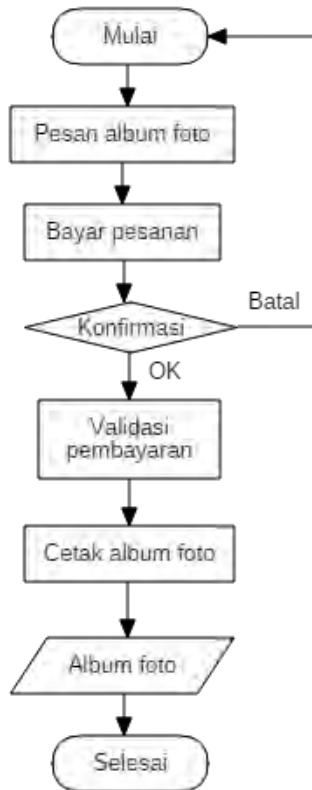 Mulai
Pesan album foto
Bayar pesanan
Konfirmasi
Batal
OK
Validasi
pembayaran
Cetak album foto
Album foto
Selesai